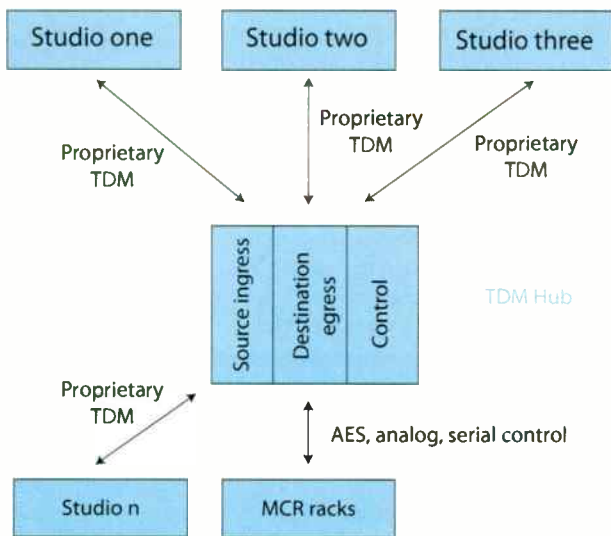 Studio one
Studio two
Studio three
Proprietary
TDM
Proprietary
TDM
Proprietary
TDM
Source ingress
Destination
egress
Control
TDM Hub
Proprietary
TDM
AES, analog, serial control
Studio n
MCR racks